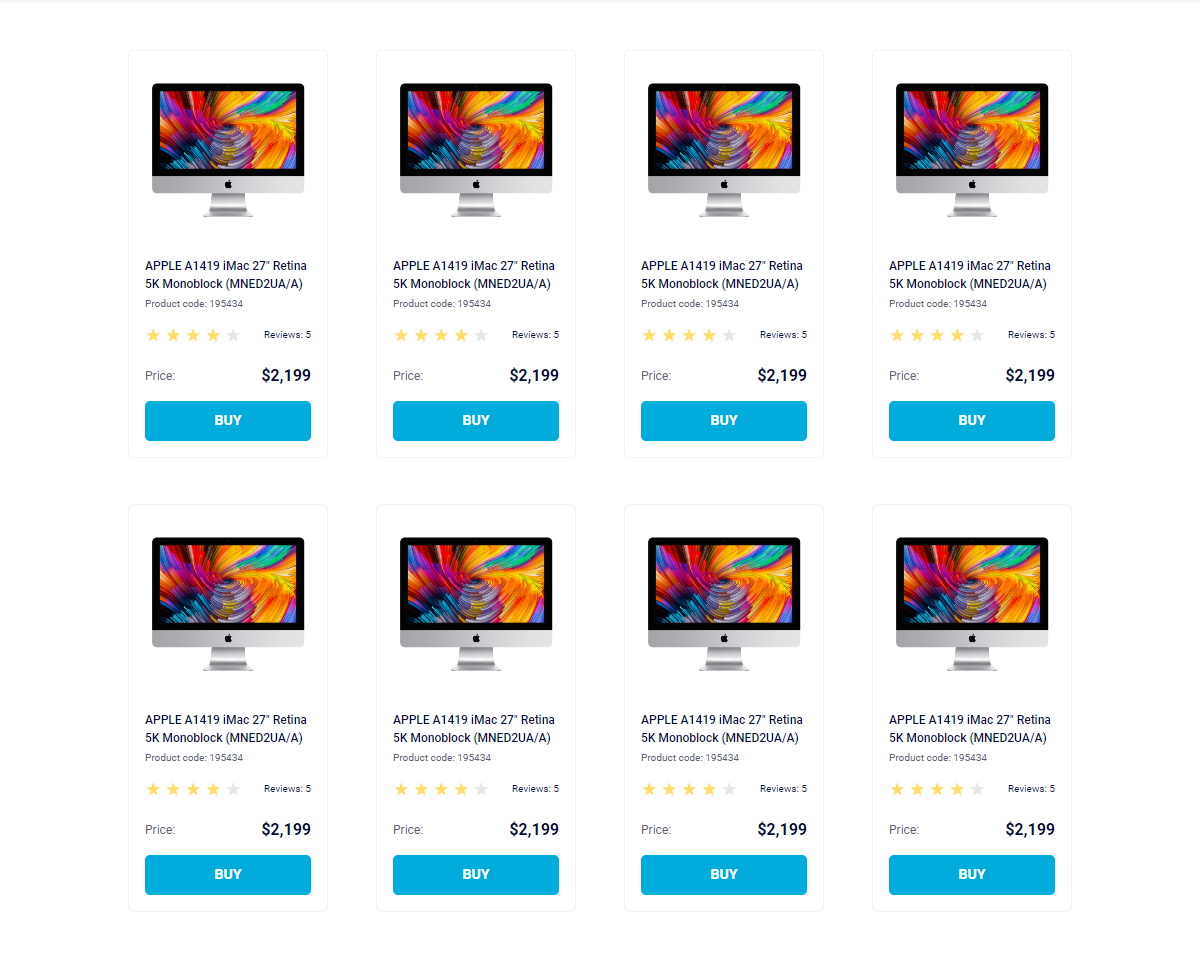 APPLE A1419 iMac 27" Retina
5K Monoblock (MNED2UA/A)
Product code: 195434
Reviews: 5
Price: $2,199
BUY
APPLE A1419 iMac 27" Retina
5K Monoblock (MNED2UA/A)
Product code: 195434
Reviews: 5
Price: $2,199
BUY
APPLE A1419 iMac 27" Retina
5K Monoblock (MNED2UA/A)
Product code: 195434
Reviews: 5
Price: $2,199
BUY
APPLE A1419 iMac 27" Retina
5K Monoblock (MNED2UA/A)
Product code: 195434
Reviews: 5
Price: $2,199
BUY
APPLE A1419 iMac 27" Retina
5K Monoblock (MNED2UA/A)
Product code: 195434
Reviews: 5
Price: $2,199
BUY
APPLE A1419 iMac 27" Retina
5K Monoblock (MNED2UA/A)
Product code: 195434
Reviews: 5
Price: $2,199
BUY
APPLE A1419 iMac 27" Retina
5K Monoblock (MNED2UA/A)
Product code: 195434
Reviews: 5
Price: $2,199
BUY
APPLE A1419 iMac 27" Retina
5K Monoblock (MNED2UA/A)
Product code: 195434
Reviews: 5
Price: $2,199
BUY